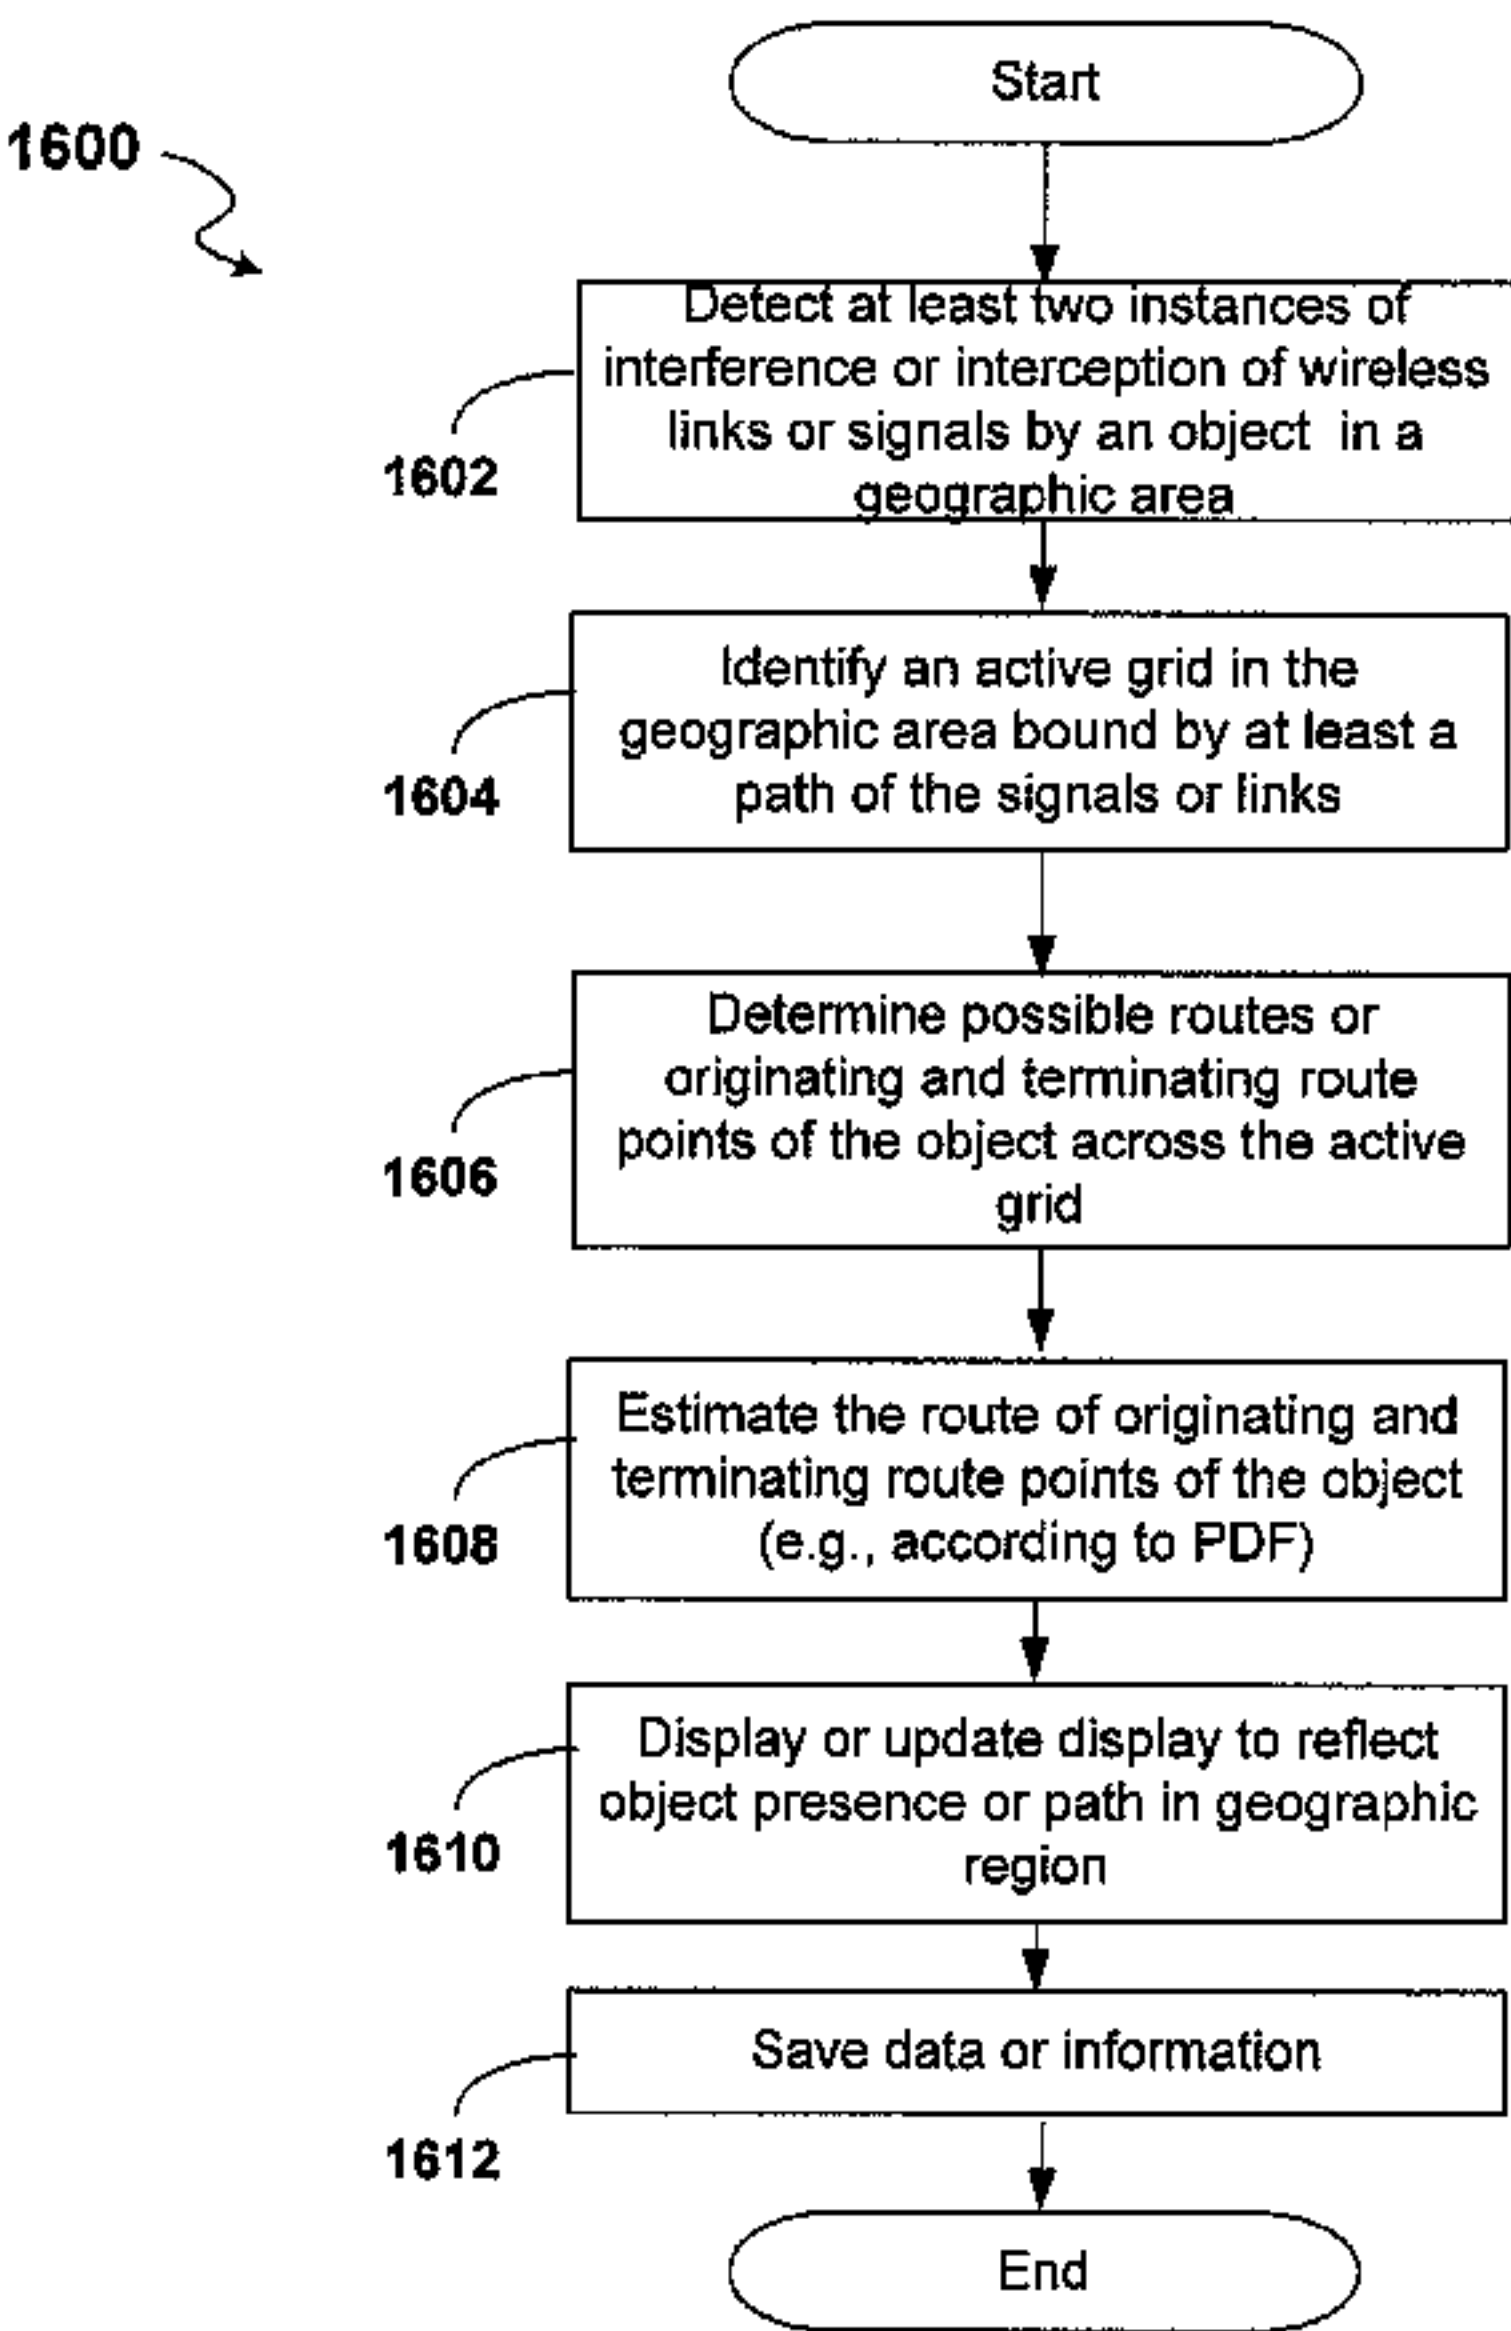 Start
1600
Detect at least two instances of
interference or interception of wireless
links or signals by an object in a
geographic area
1602
Identify an active grid in the
geographic area bound by at least a
path of the signals or links
1604
Determine possible routes or
originating and terminating route
points of the object across the active
grid
1606
Estimate the route of originating and
terminating route points of the object
(e.g., according to PDF)
1608
Display or update display to reflect
object presence or path in geographic
region
1610
Save data or information
1612
End